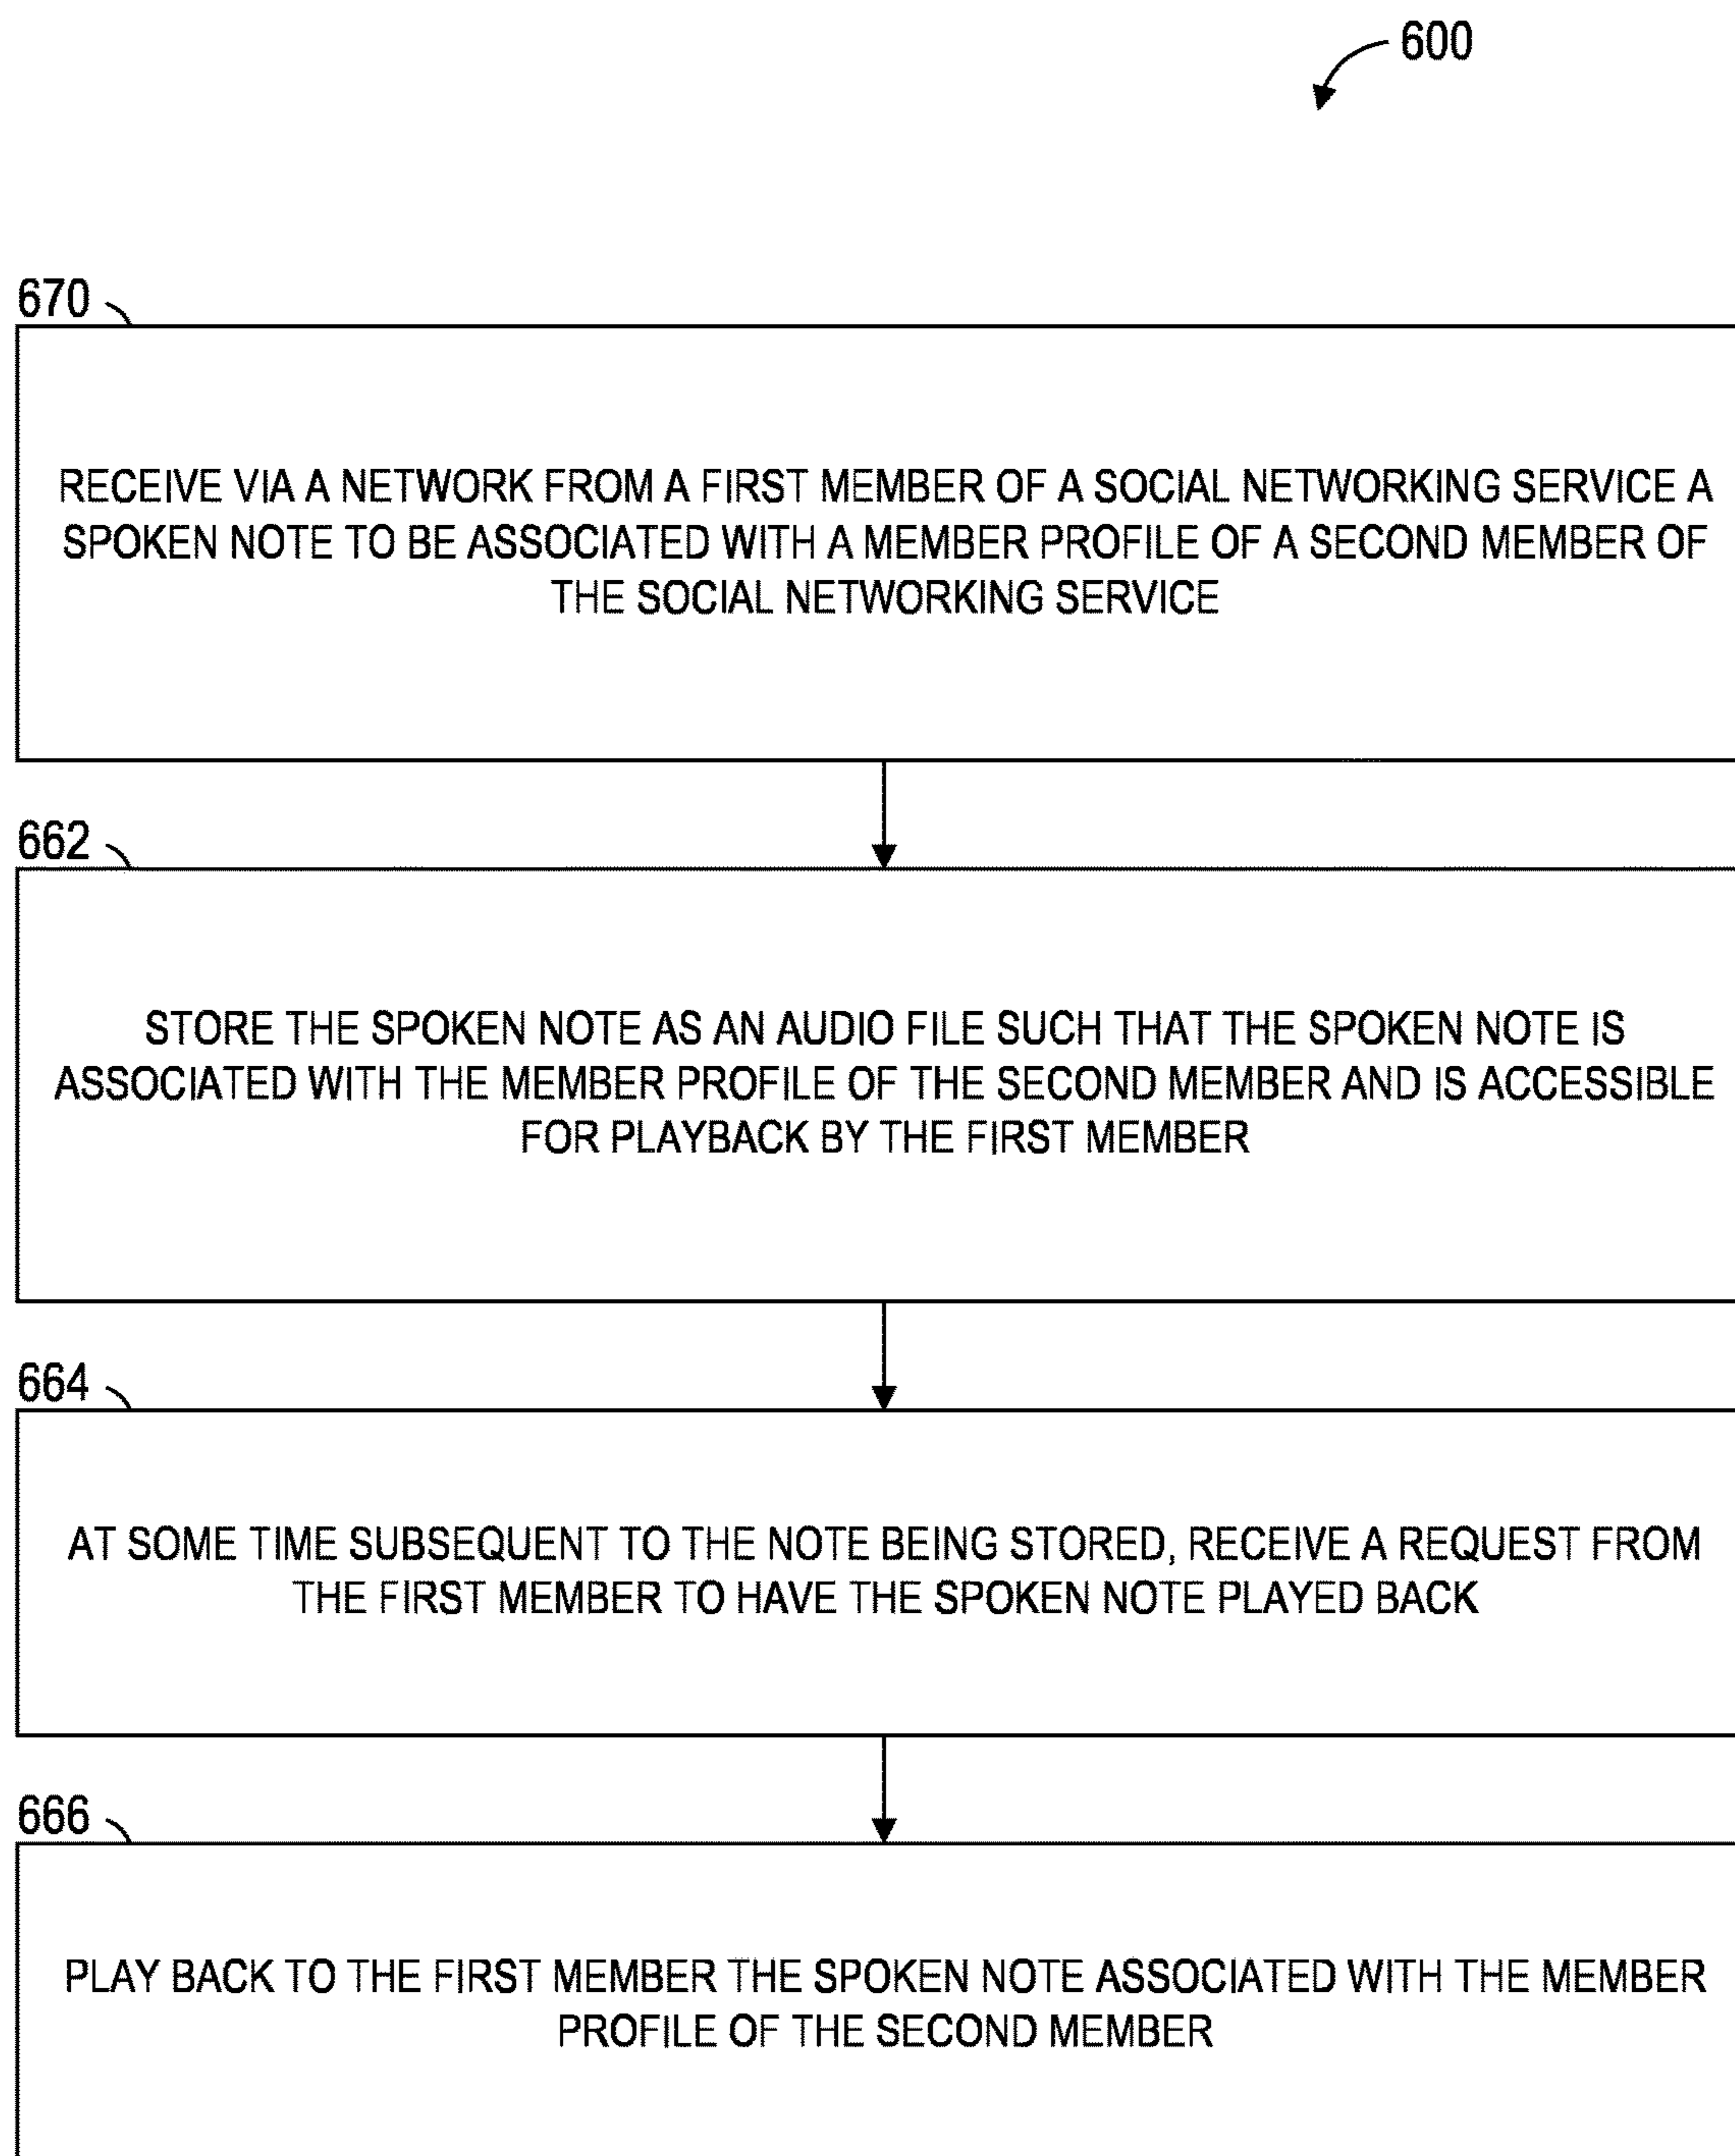 600
670
RECEIVE VIA A NETWORK FROM A FIRST MEMBER OF A SOCIAL NETWORKING SERVICE A
SPOKEN NOTE TO BE ASSOCIATED WITH A MEMBER PROFILE OF A SECOND MEMBER OF
THE SOCIAL NETWORKING SERVICE
662
STORE THE SPOKEN NOTE AS AN AUDIO FILE SUCH THAT THE SPOKEN NOTE IS
ASSOCIATED WITH THE MEMBER PROFILE OF THE SECOND MEMBER AND IS ACCESSIBLE
FOR PLAYBACK BY THE FIRST MEMBER
664
AT SOME TIME SUBSEQUENT TO THE NOTE BEING STORED, RECEIVE A REQUEST FROM
THE FIRST MEMBER TO HAVE THE SPOKEN NOTE PLAYED BACK
666
PLAY BACK TO THE FIRST MEMBER THE SPOKEN NOTE ASSOCIATED WITH THE MEMBER
PROFILE OF THE SECOND MEMBER